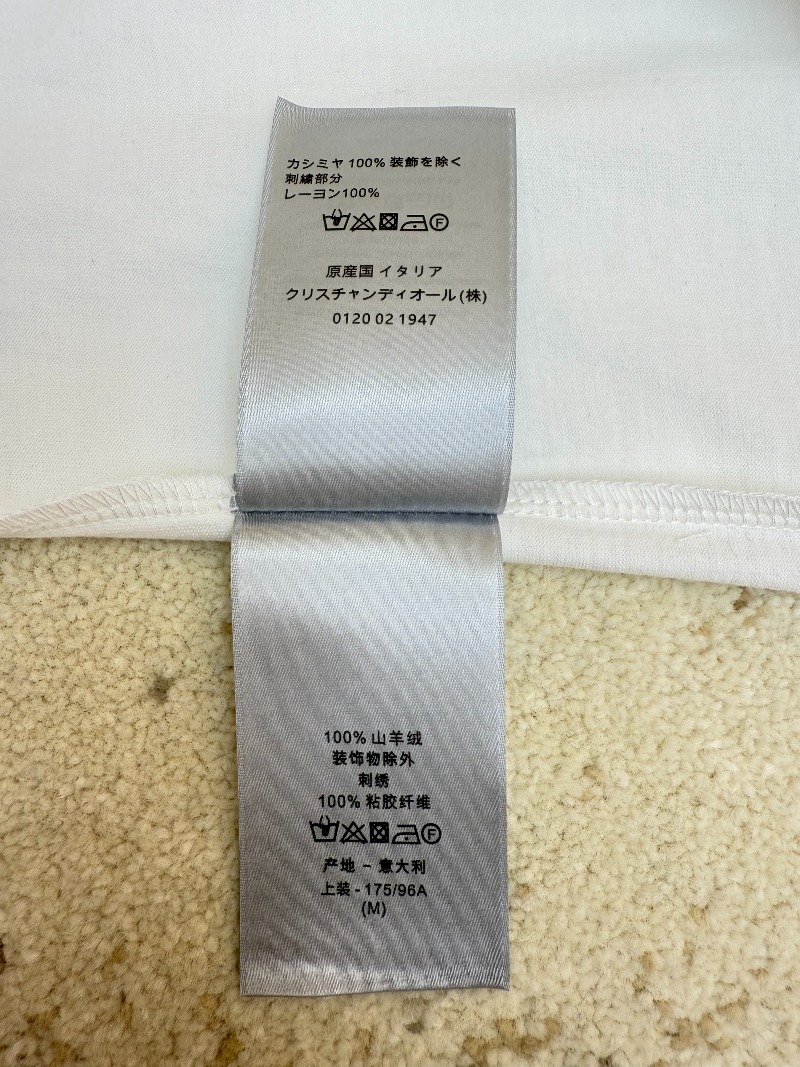 カシミヤ 100% 装飾を除く
刺繍部分
レーヨン100%
F
原産国 イタリア
クリスチャンディオール(株)
0120 02 1947
100% 山羊绒
装饰物除外
刺绣
100% 粘胶纤维
F
产地 - 意大利
上装 - 175/96A
(M)